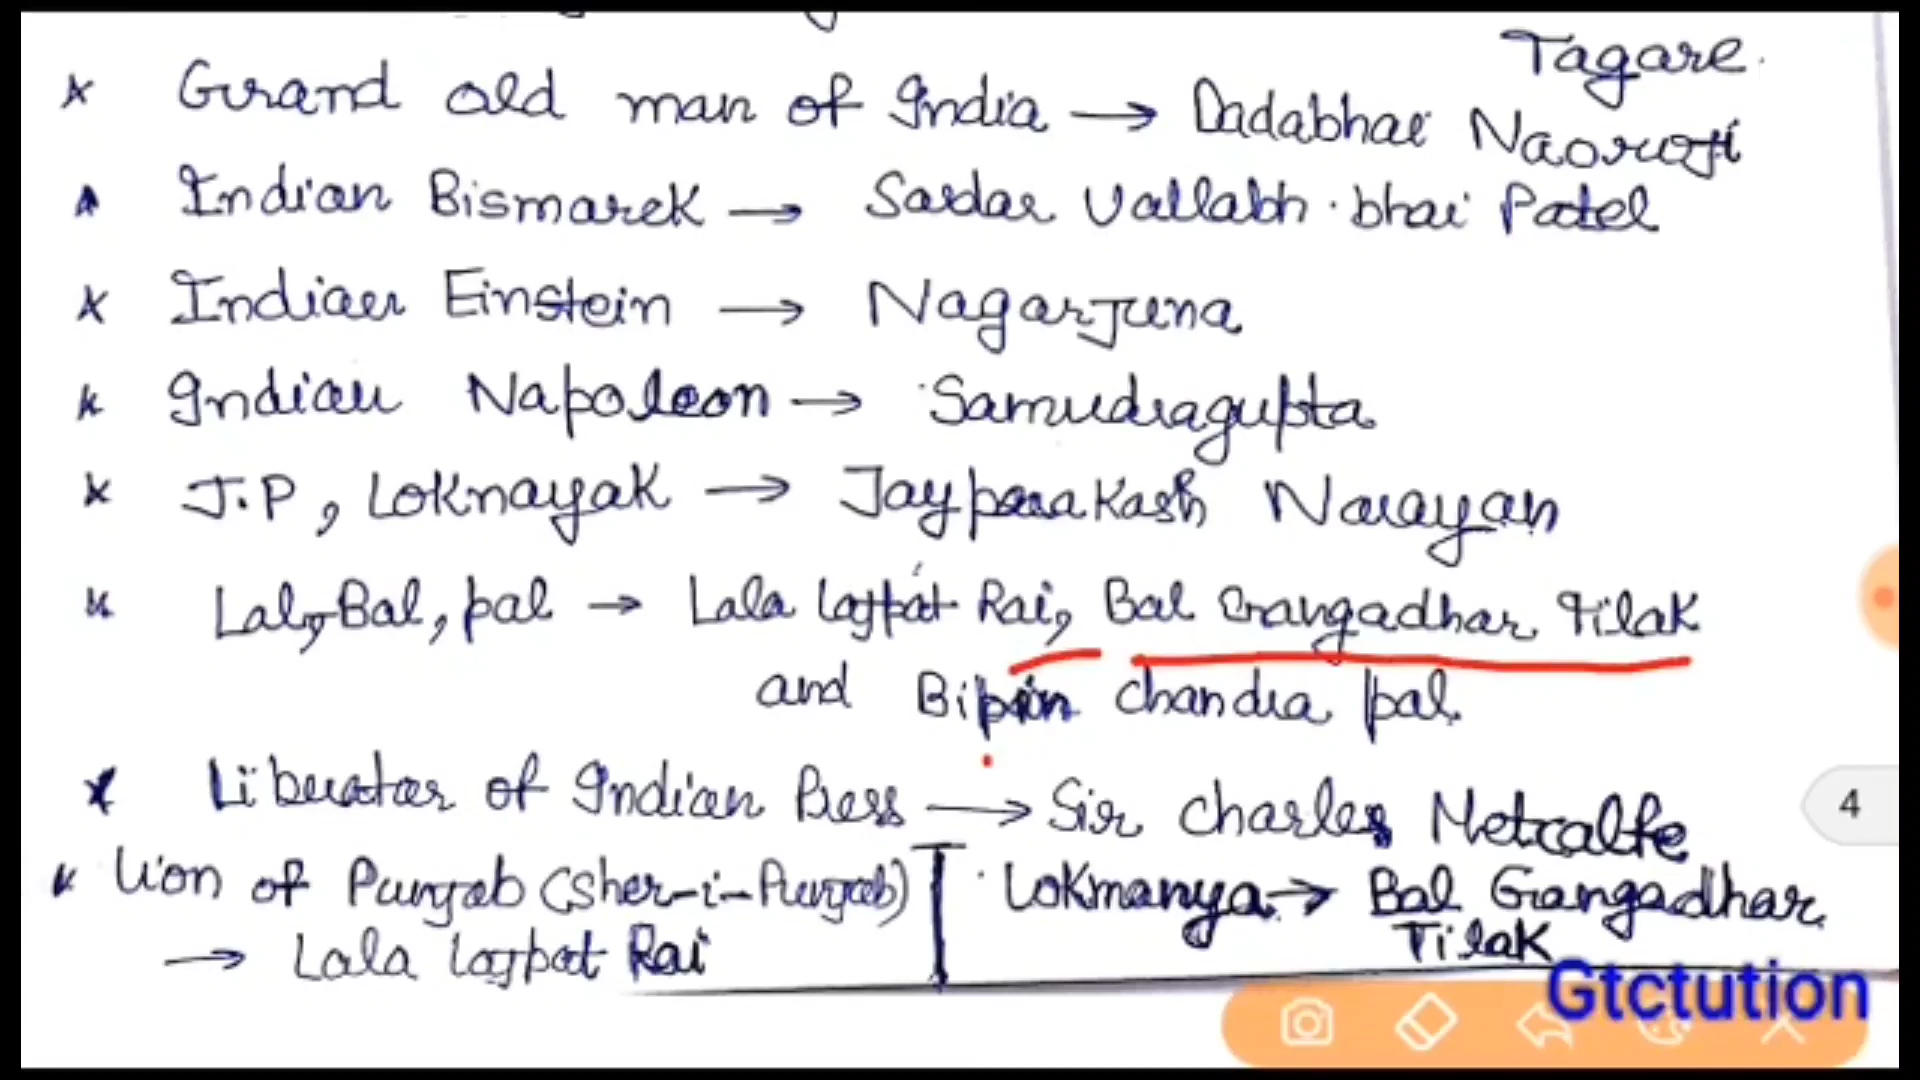 Tagore.
* Grand old man of India → Dadabhai Naoroji
* Indian Bismarck → Sardar Vallabh bhai Patel
* Indian Einstein → Nagarjuna
* Indian Napoleon → Samudragupta
* J.P, Loknayak → Jayparakash Narayan
* Lal, Bal, pal → Lala Lajpat Rai, Bal Gangadhar Tilak
and Bipin chandra pal.
* Liberator of Indian Press → Sir Charles Metcalfe
* Lion of Punjab (Sher-i-Punjab)
→ Lala Lajpat Rai
Lokmanya → Bal Gangadhar
Tilak
4
Gtctution